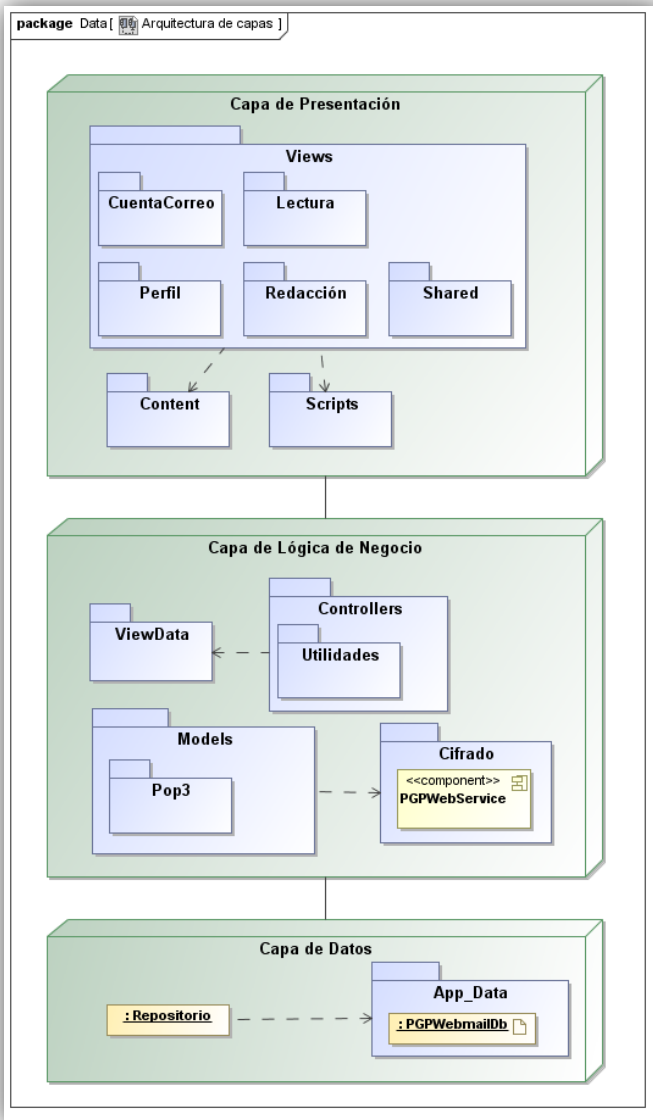 package Data [ Arquitectura de capas ]
Capa de Presentación
Views
CuentaCorreo
Lectura
Perfil
Redacción
Shared
Content
Scripts
Capa de Lógica de Negocio
Controllers
ViewData
Utilidades
Models
Cifrado
Pop3
<<component>>
PGPWebService
Capa de Datos
App_Data
: Repositorio
: PGPWebmailDb